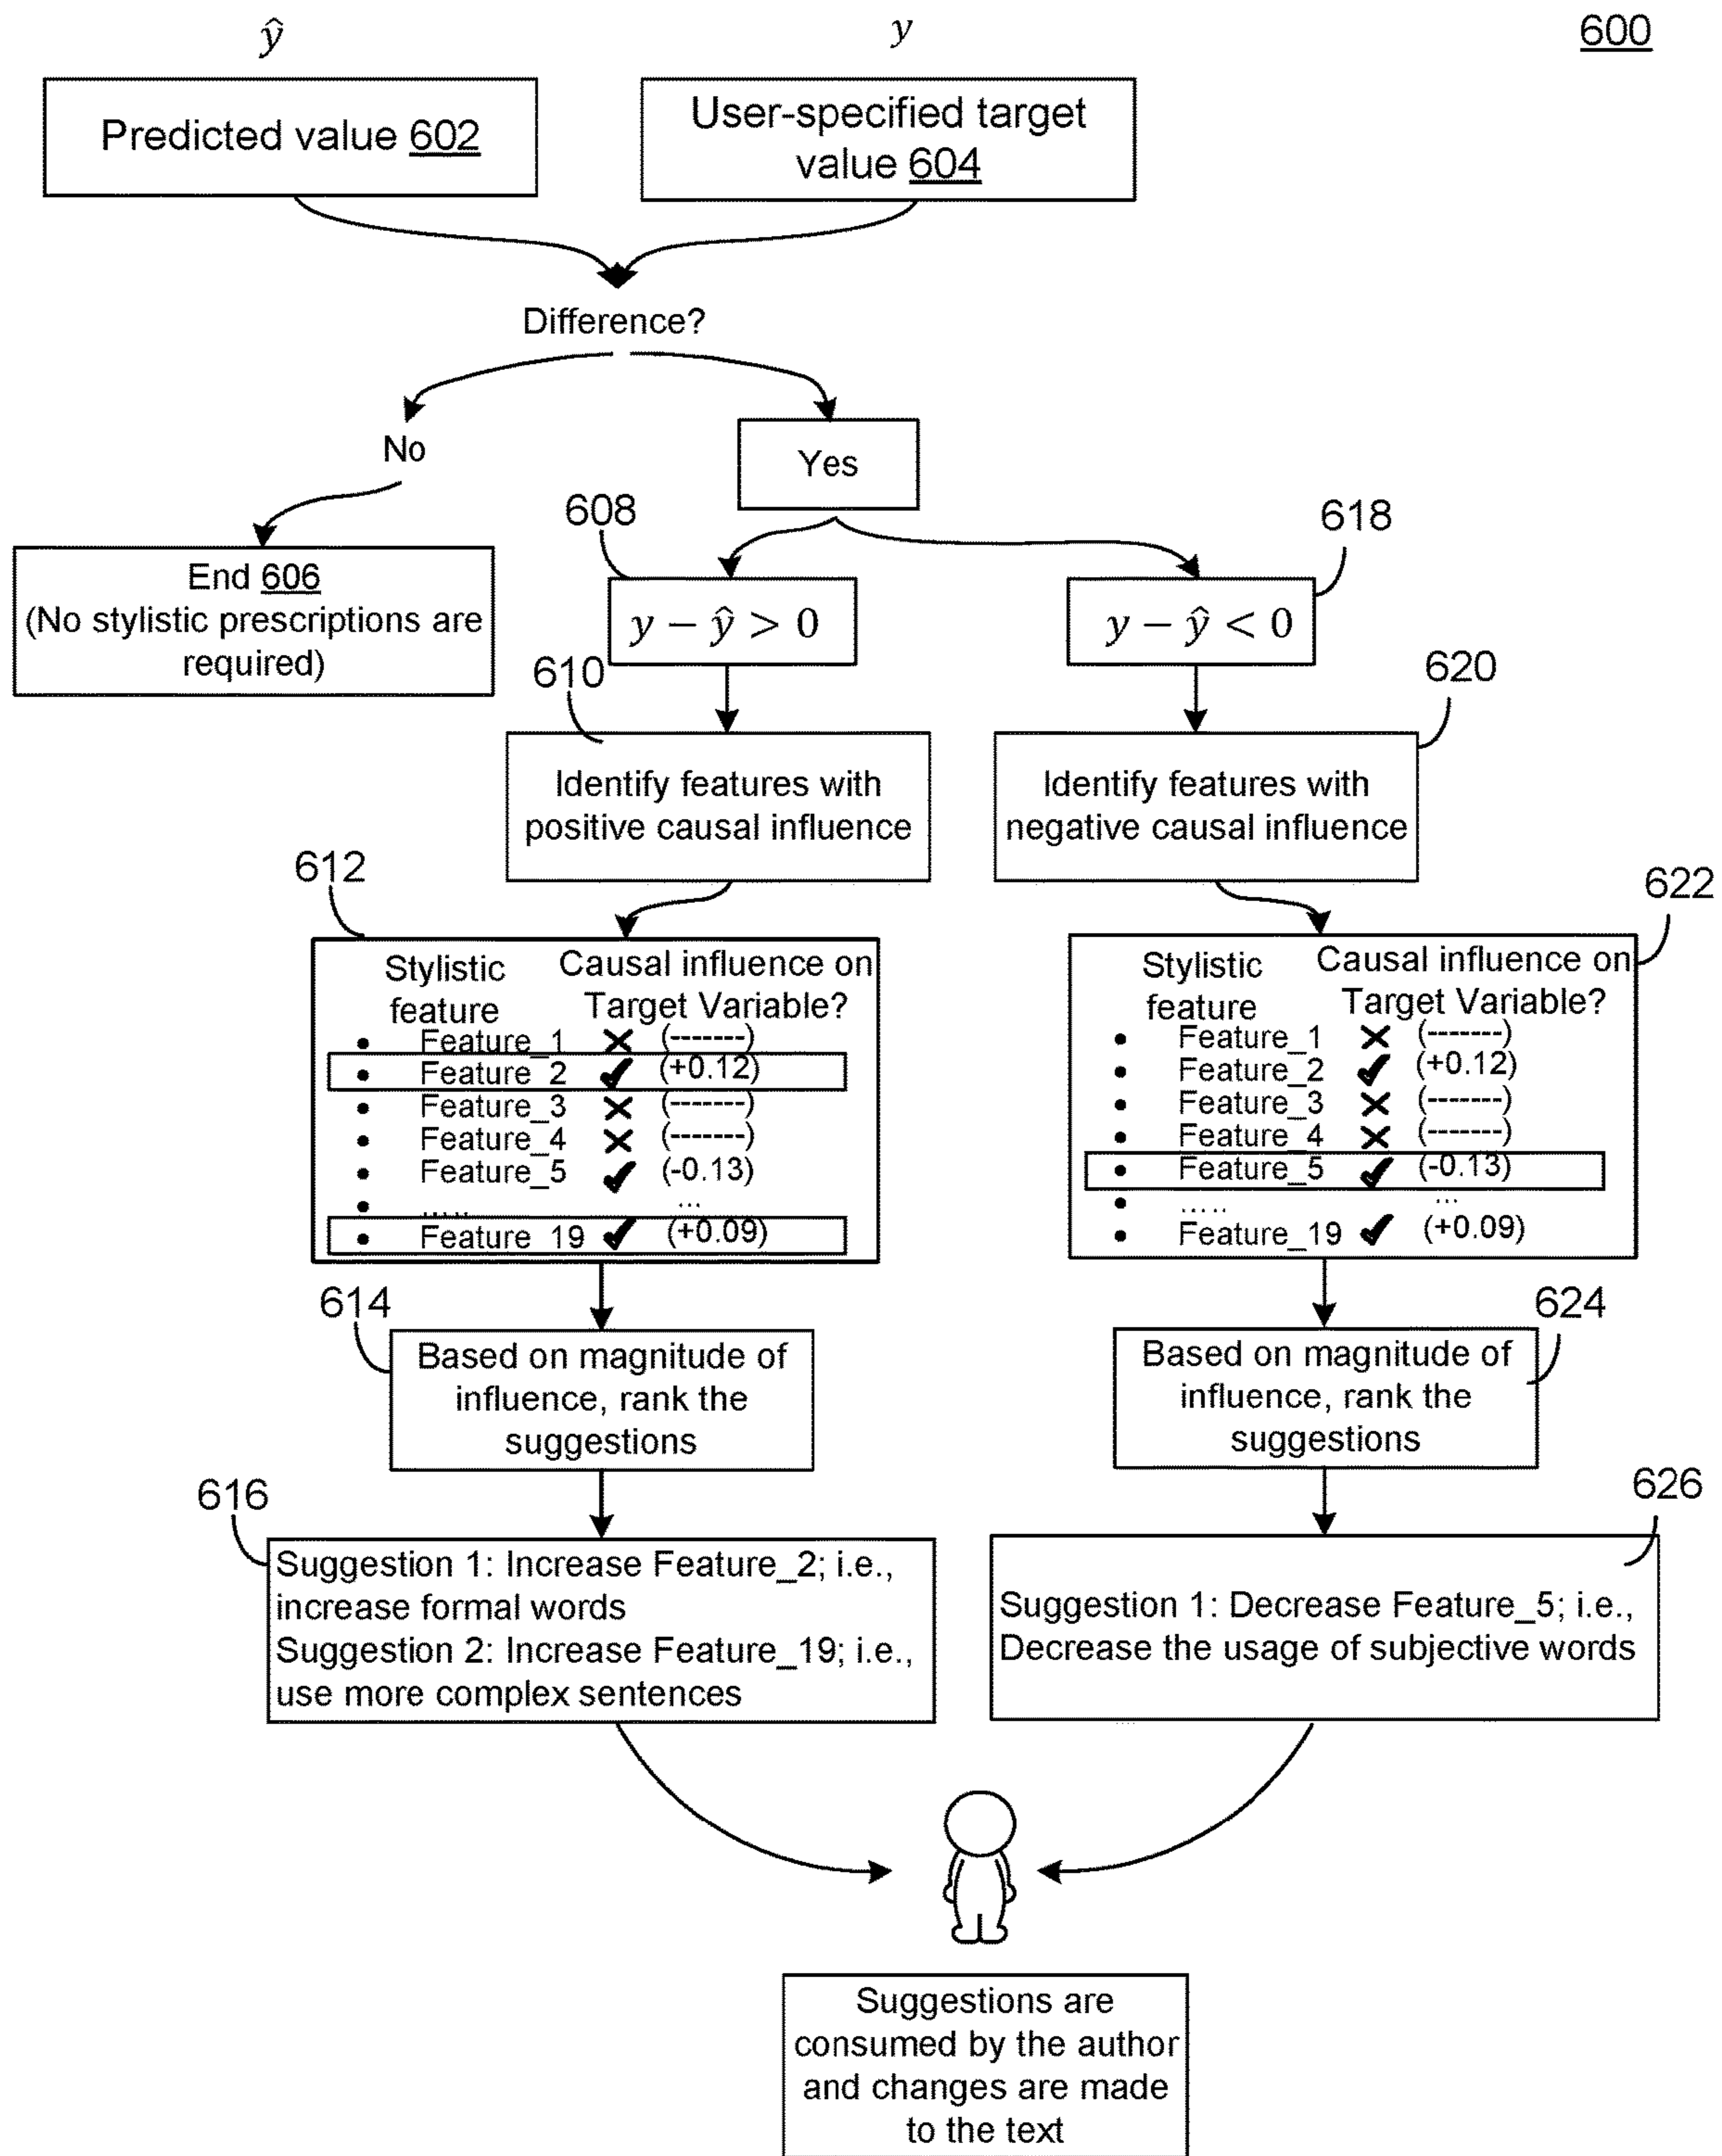 600
ŷ
y
Predicted value 602
User-specified target
value 604
Difference?
No
Yes
End 606
(No stylistic prescriptions are
required)
608
y − ŷ > 0
618
y − ŷ < 0
610
Identify features with
positive causal influence
620
Identify features with
negative causal influence
612
Stylistic
feature
Causal influence on
Target Variable?
• Feature_1 ✕ (-------)
• Feature_2 ✔ (+0.12)
• Feature_3 ✕ (-------)
• Feature_4 ✕ (-------)
• Feature_5 ✔ (-0.13)
• ..... ...
• Feature_19 ✔ (+0.09)
622
Stylistic
feature
Causal influence on
Target Variable?
• Feature_1 ✕ (-------)
• Feature_2 ✔ (+0.12)
• Feature_3 ✕ (-------)
• Feature_4 ✕ (-------)
• Feature_5 ✔ (-0.13)
• ..... ...
• Feature_19 ✔ (+0.09)
614
Based on magnitude of
influence, rank the
suggestions
624
Based on magnitude of
influence, rank the
suggestions
616
Suggestion 1: Increase Feature_2; i.e.,
increase formal words
Suggestion 2: Increase Feature_19; i.e.,
use more complex sentences
626
Suggestion 1: Decrease Feature_5; i.e.,
Decrease the usage of subjective words
Suggestions are
consumed by the author
and changes are made
to the text